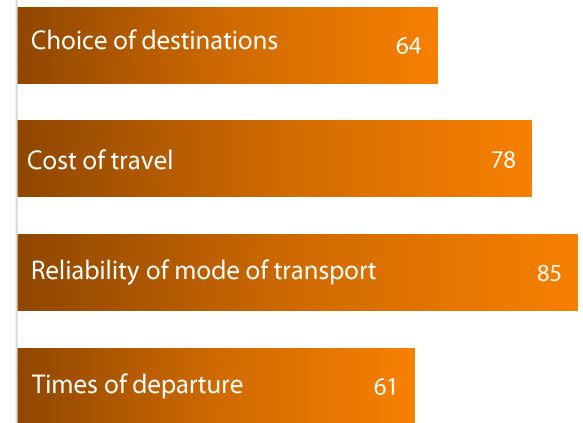 Choice of destinations 64
Cost of travel 78
Reliability of mode of transport 85
Times of departure 61